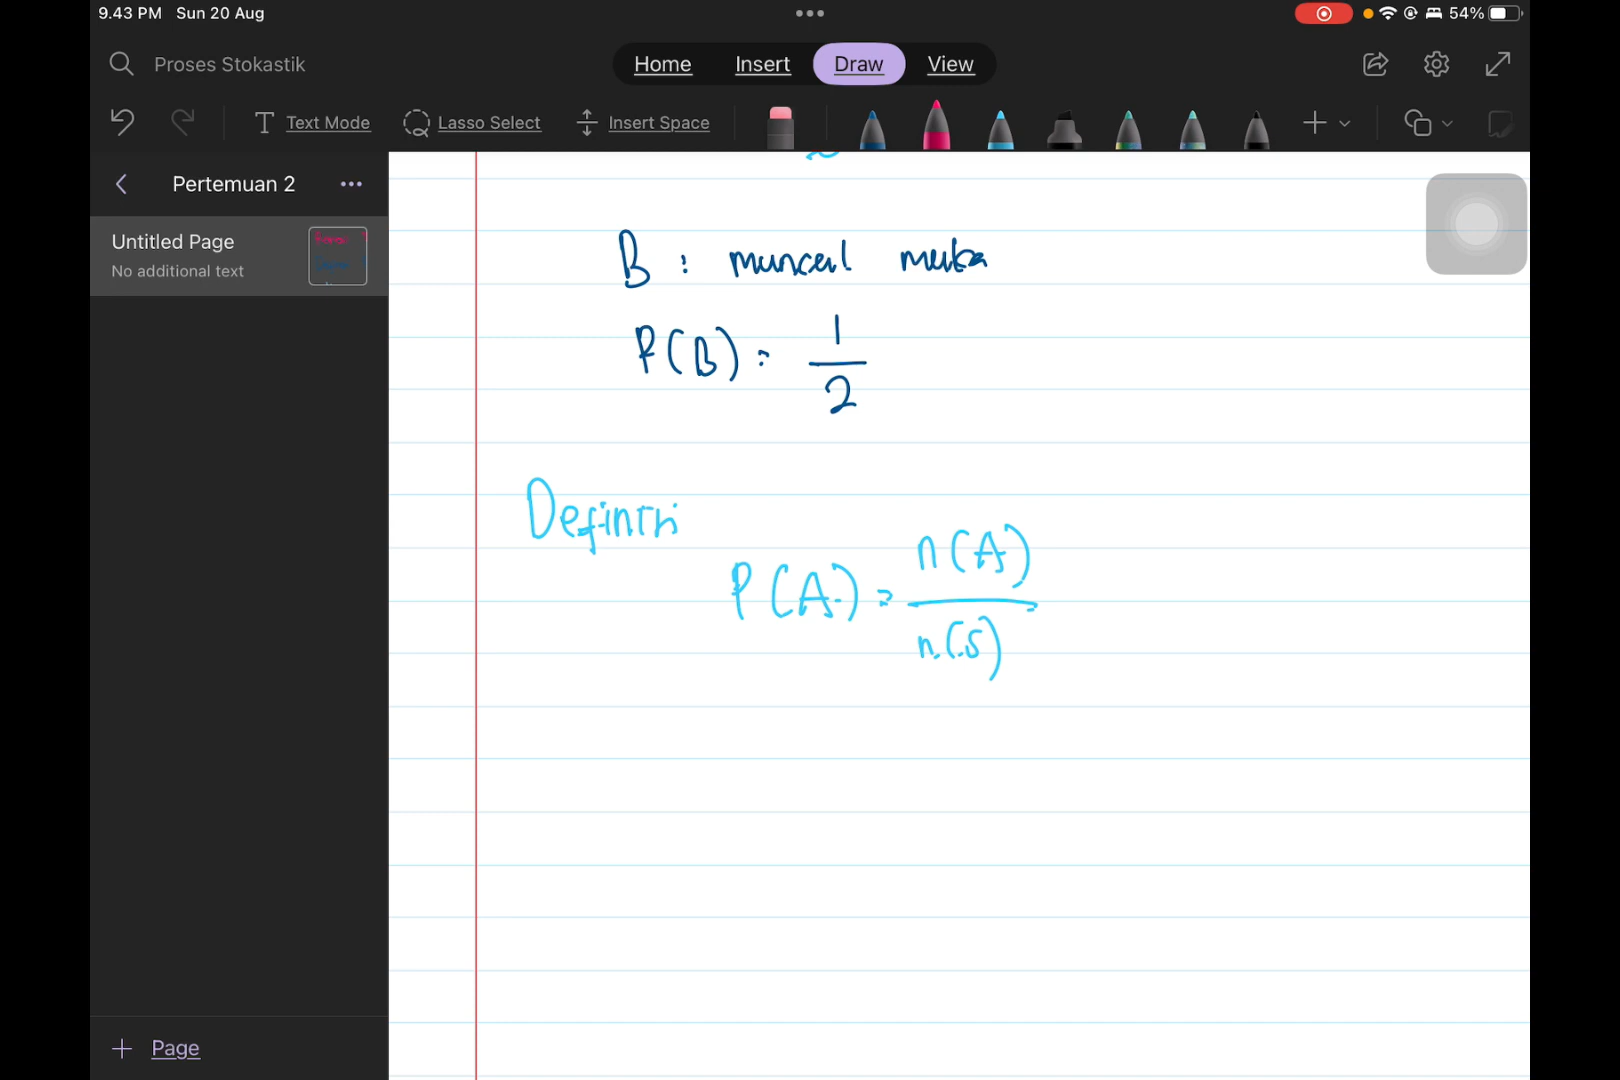 9.43 PM Sun 20 Aug
54%
Proses Stokastik
Home Insert Draw View
Text Mode Lasso Select Insert Space
Pertemuan 2
Untitled Page
No additional text
B : muncul muka
P(B) = 1/2
Definisi
P(A) = n(A)/n(S)
Page